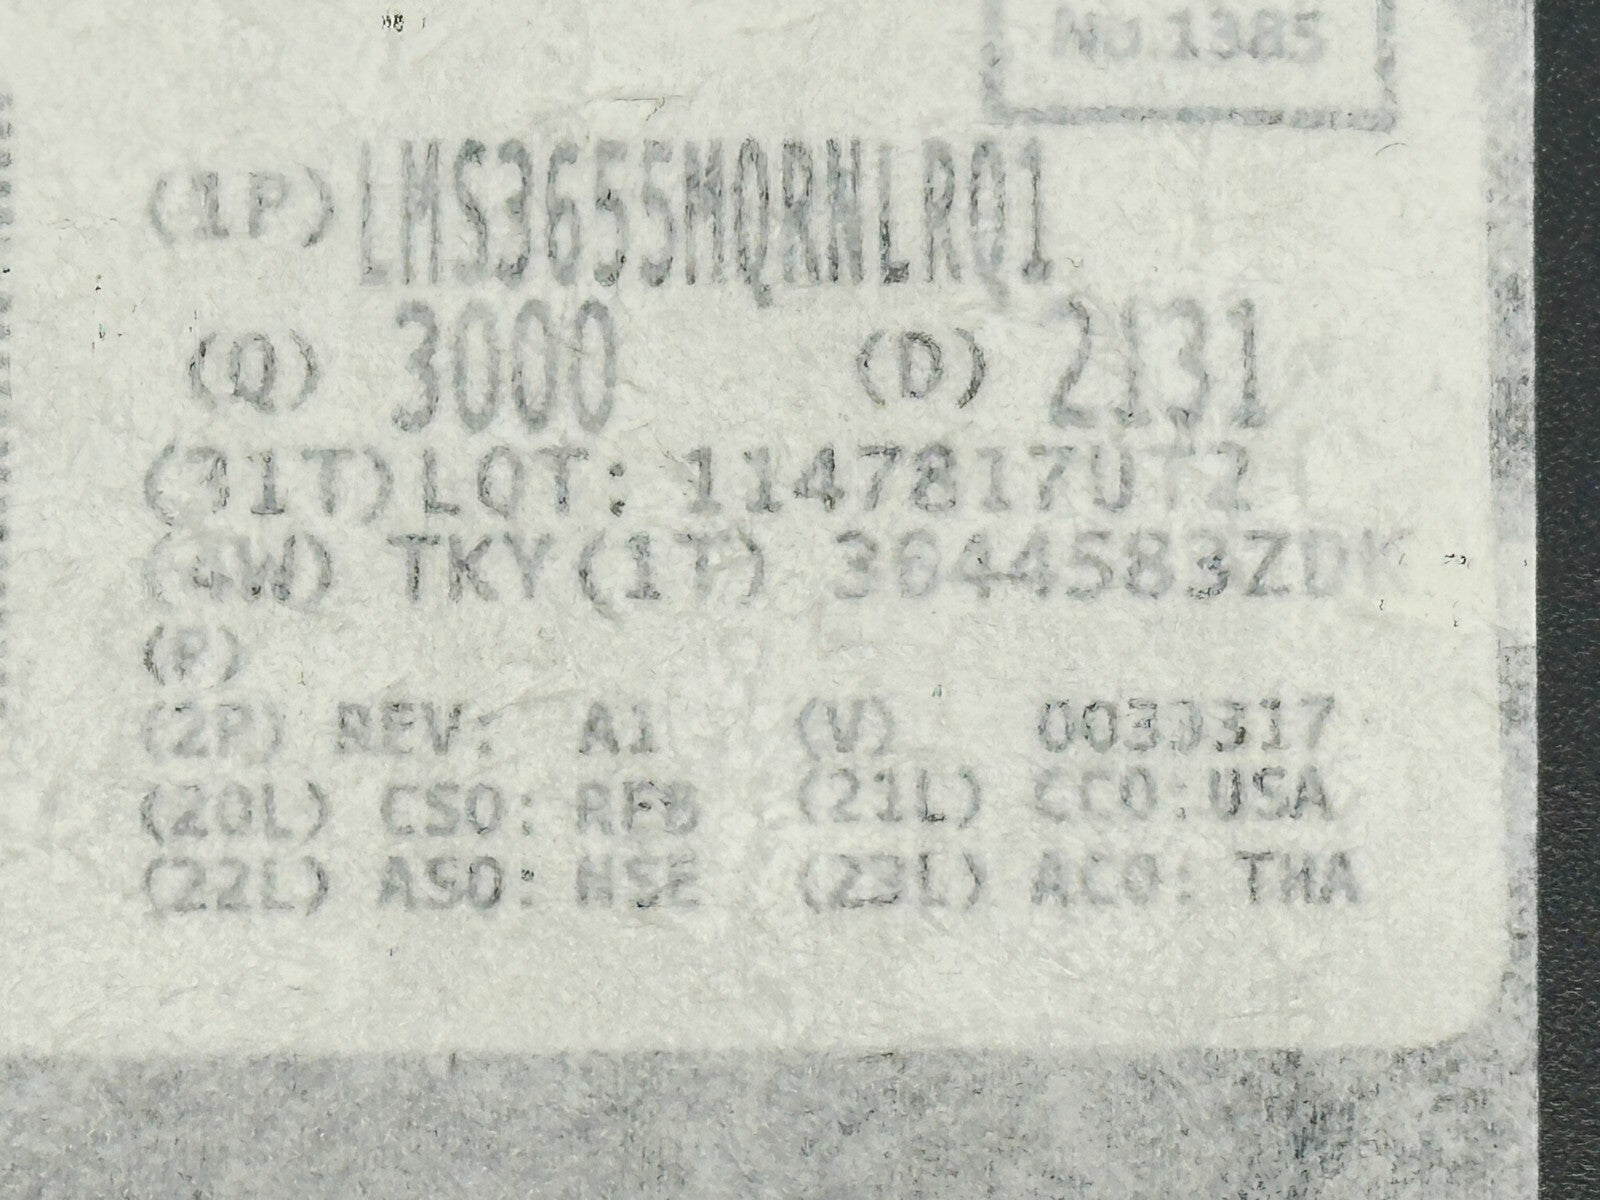 No.1385
(1P) LMS3655MQRNLRQ1
(Q) 3000 (D) 2131
(31T)LOT: 1147817UT2
(4W) TKY(1T) 3044583ZDK
(P)
(2P) REV: A1 (V) 0033317
(20L) CSO: RFB (21L) CCO:USA
(22L) ASO: NSE (23L) ACO: THA